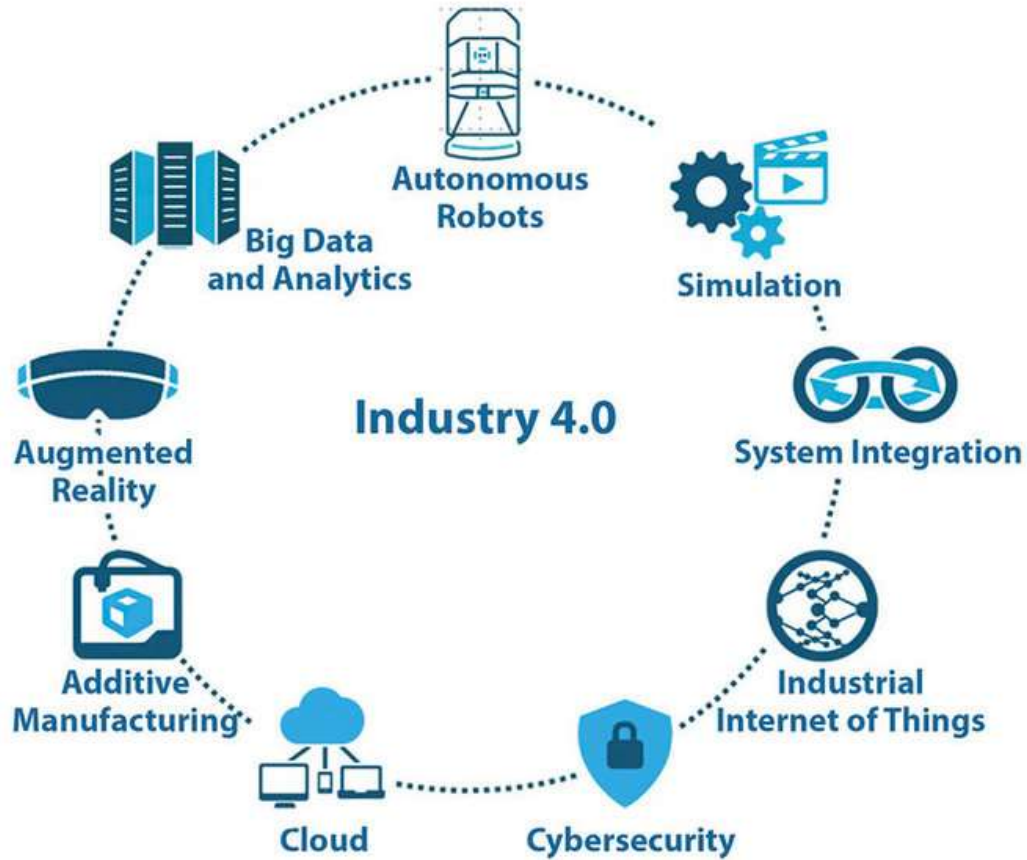 Autonomous
Robots
Big Data
and Analytics
Simulation
Industry 4.0
Augmented
Reality
System Integration
Additive
Manufacturing
Industrial
Internet of Things
Cloud
Cybersecurity